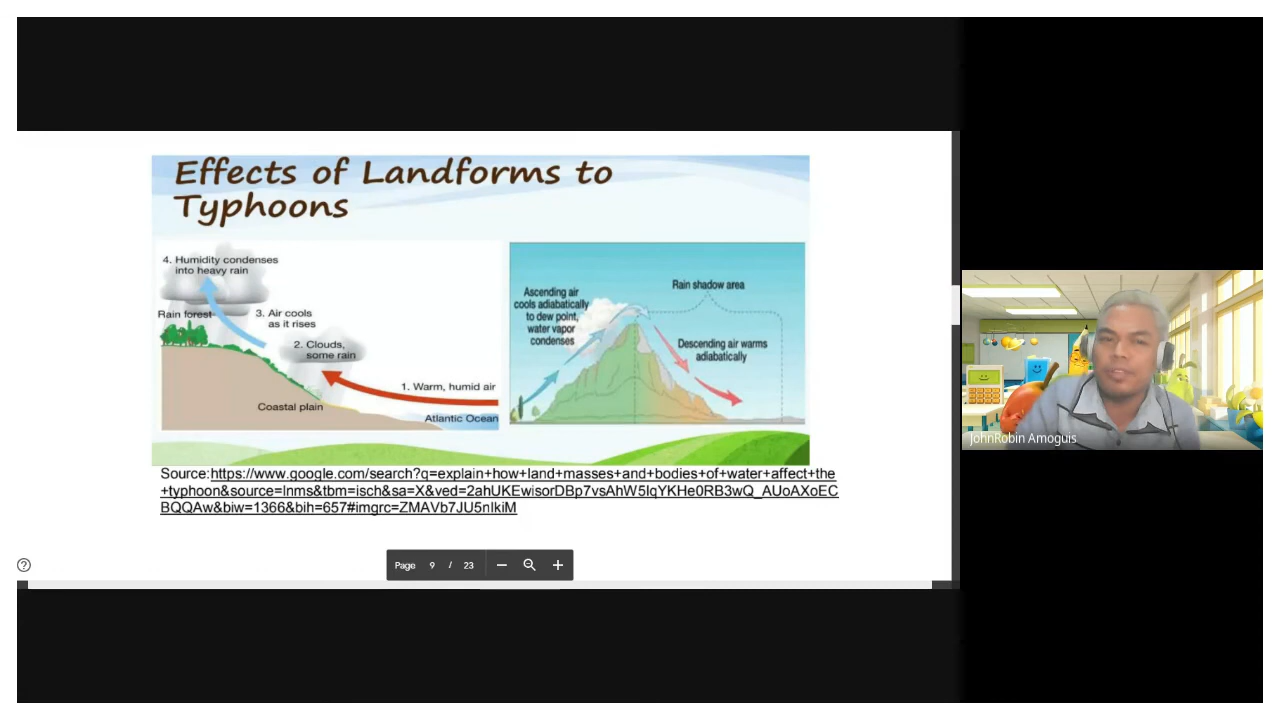 Effects of Landforms to
Typhoons
4. Humidity condenses
into heavy rain
Rain forest
3. Air cools
as it rises
2. Clouds,
some rain
1. Warm, humid air
Coastal plain
Atlantic Ocean
Ascending air
cools adiabatically
to dew point,
water vapor
condenses
Rain shadow area
Descending air warms
adiabatically
Source:https://www.google.com/search?q=explain+how+land+masses+and+bodies+of+water+affect+the
+typhoon&source=lnms&tbm=isch&sa=X&ved=2ahUKEwisorDBp7vsAhW5IqYKHe0RB3wQ_AUoAXoEC
BQQAw&biw=1366&bih=657#imgrc=ZMAVb7JU5nlkiM
Page 9 / 23
JohnRobin Amoguis